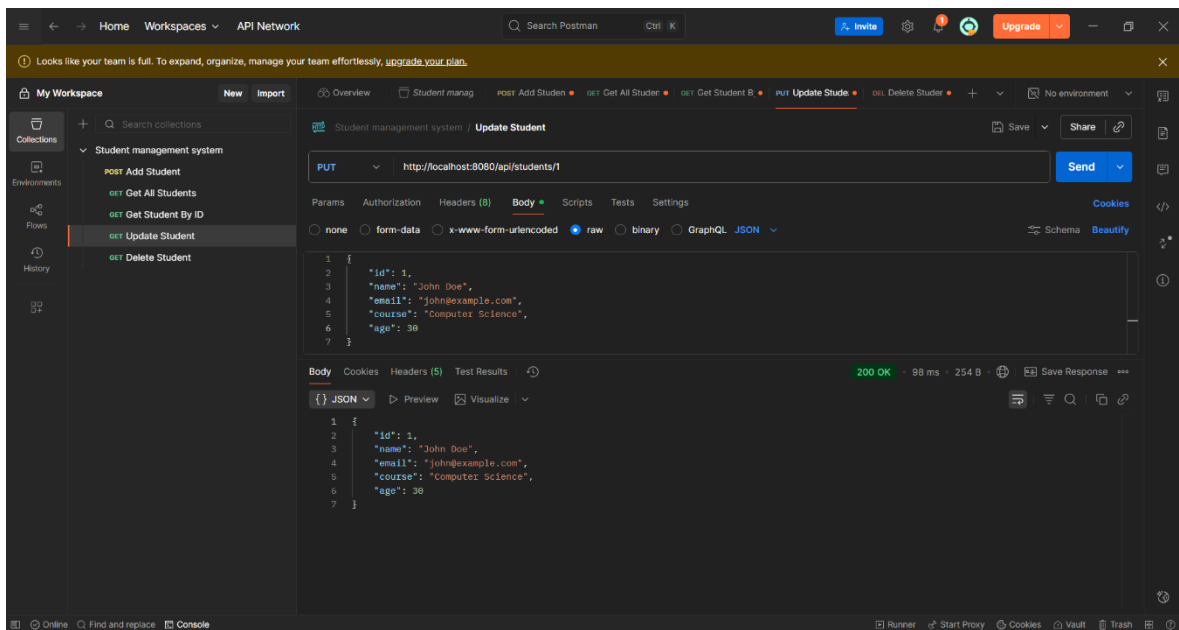 Home Workspaces API Network Search Postman Ctrl K Invite 1 Upgrade
Looks like your team is full. To expand, organize, manage your team effortlessly, upgrade your plan.
My Workspace New Import Overview Student manag POST Add Studen GET Get All Studen GET Get Student B PUT Update Stude DEL Delete Studer No environment
Collections
Search collections
Student management system / Update Student Save Share
Student management system
POST Add Student
GET Get All Students
GET Get Student By ID
GET Update Student
GET Delete Student
Environments
Flows
History
PUT http://localhost:8080/api/students/1 Send
Params Authorization Headers (8) Body Scripts Tests Settings Cookies
none form-data x-www-form-urlencoded raw binary GraphQL JSON Schema Beautify
1 {
2 "id": 1,
3 "name": "John Doe",
4 "email": "john@example.com",
5 "course": "Computer Science",
6 "age": 30
7 }
Body Cookies Headers (5) Test Results 200 OK 98 ms 254 B Save Response
{} JSON Preview Visualize
1 {
2 "id": 1,
3 "name": "John Doe",
4 "email": "john@example.com",
5 "course": "Computer Science",
6 "age": 30
7 }
Online Find and replace Console Runner Start Proxy Cookies Vault Trash